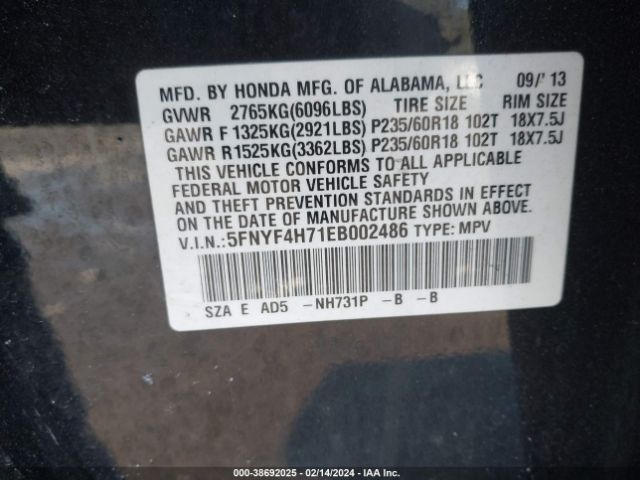 MFD. BY HONDA MFG. OF ALABAMA, LLC 09/'13
GVWR 2765KG(6096LBS) TIRE SIZE RIM SIZE
GAWR F 1325KG(2921LBS) P235/60R18 102T 18X7.5J
GAWR R1525KG(3362LBS) P235/60R18 102T 18X7.5J
THIS VEHICLE CONFORMS TO ALL APPLICABLE
FEDERAL MOTOR VEHICLE SAFETY
AND THEFT PREVENTION STANDARDS IN EFFECT
ON THE DATE OF MANUFACTURE SHOWN ABOVE.
V.I.N.:5FNYF4H71EB002486 TYPE: MPV
SZA E AD5 -NH731P -B -B
000-38692025 - 02/14/2024 - IAA Inc.